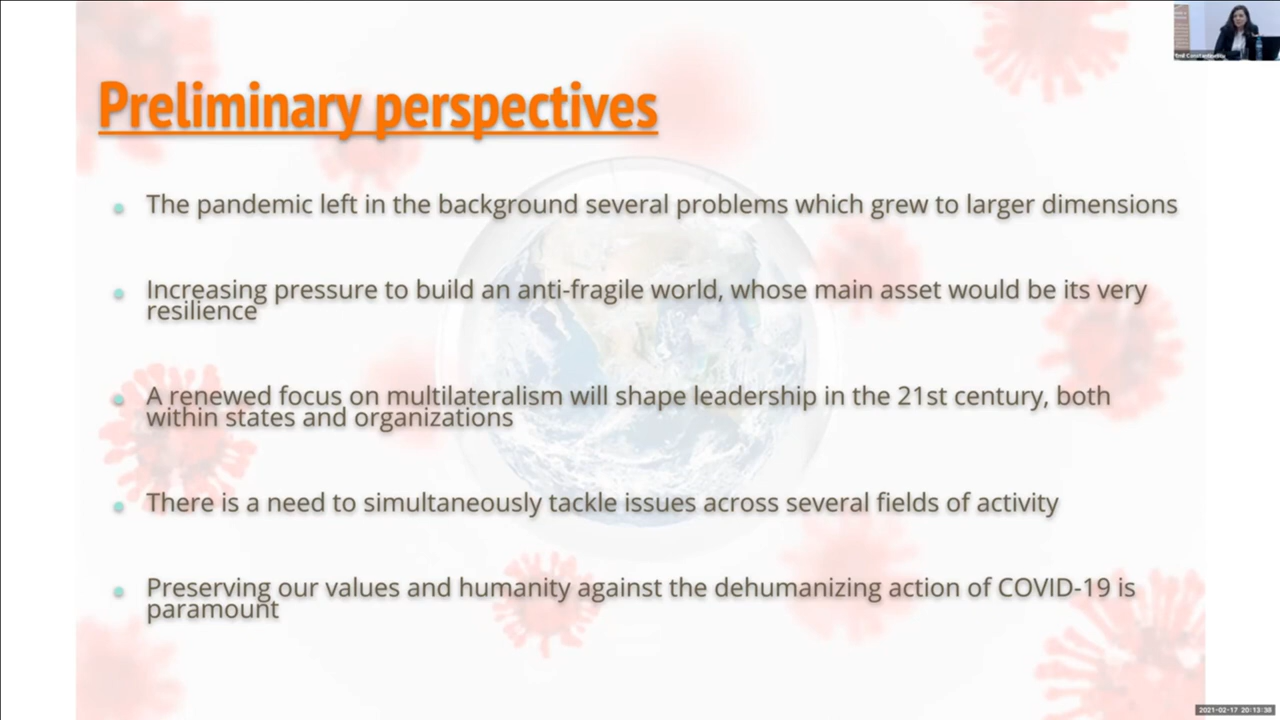 Preliminary perspectives
The pandemic left in the background several problems which grew to larger dimensions
Increasing pressure to build an anti-fragile world, whose main asset would be its very
resilience
A renewed focus on multilateralism will shape leadership in the 21st century, both
within states and organizations
There is a need to simultaneously tackle issues across several fields of activity
Preserving our values and humanity against the dehumanizing action of COVID-19 is
paramount
2021-02-17 20:13:38